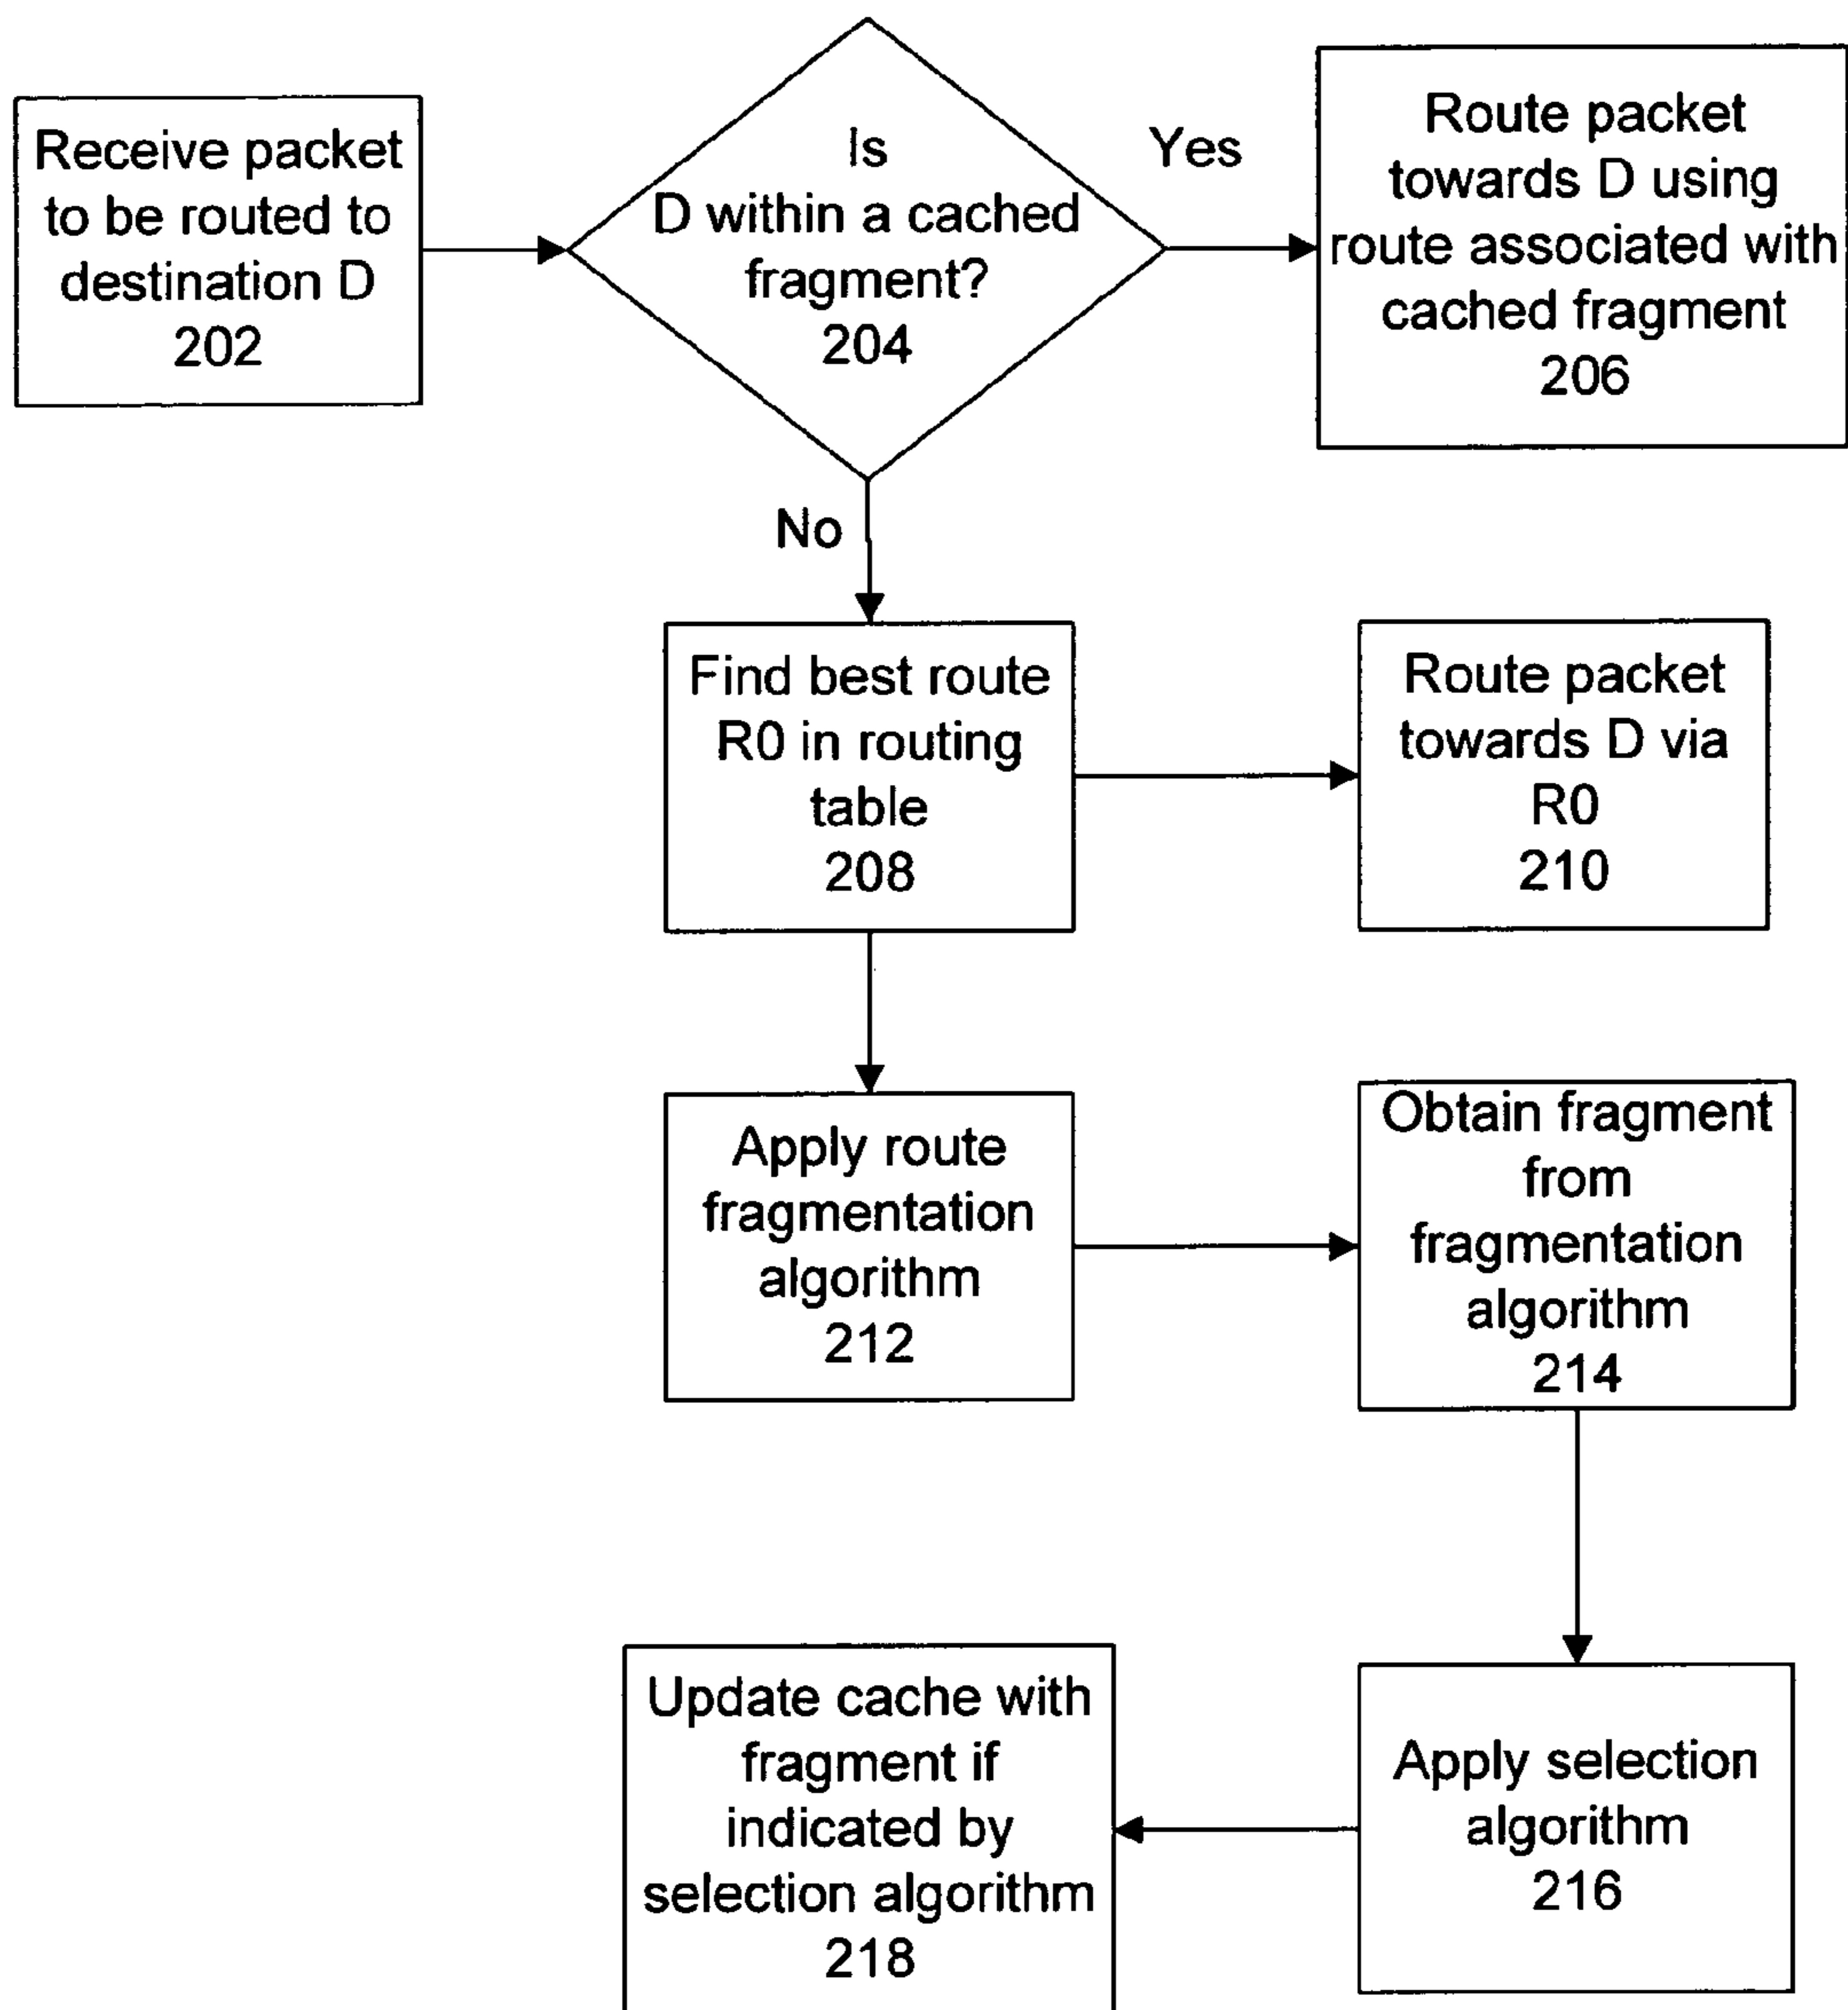 Receive packet
to be routed to
destination D
202
Is
D within a cached
fragment?
204
Yes
Route packet
towards D using
route associated with
cached fragment
206
No
Find best route
R0 in routing
table
208
Route packet
towards D via
R0
210
Apply route
fragmentation
algorithm
212
Obtain fragment
from
fragmentation
algorithm
214
Apply selection
algorithm
216
Update cache with
fragment if
indicated by
selection algorithm
218